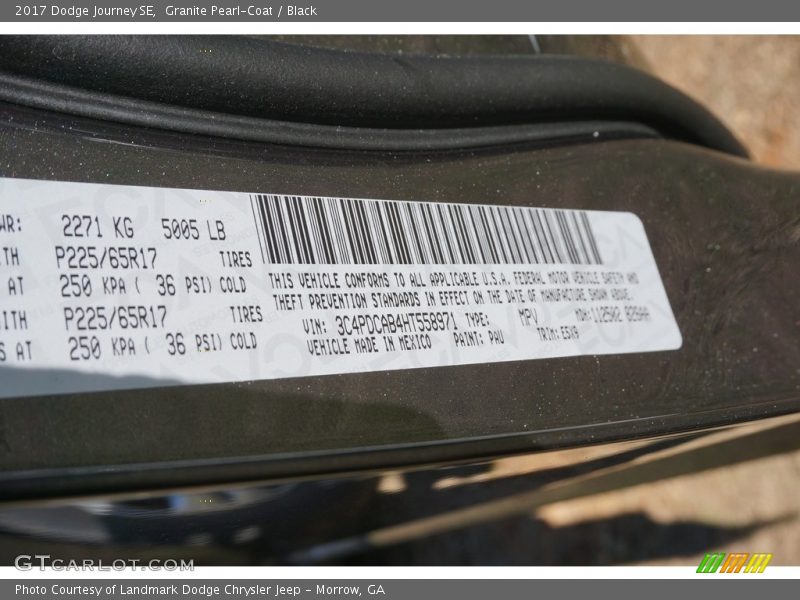 2017 Dodge Journey SE, Granite Pearl-Coat / Black
WR: 2271 KG 5005 LB
TH P225/65R17 TIRES
AT 250 KPA ( 36 PSI) COLD
THIS VEHICLE CONFORMS TO ALL APPLICABLE U.S.A. FEDERAL MOTOR VEHICLE SAFETY AND
THEFT PREVENTION STANDARDS IN EFFECT ON THE DATE OF MANUFACTURE SHOWN ABOVE.
ITH P225/65R17 TIRES
VIN: 3C4PDCAB4HT558971 TYPE: MPV MDH:
S AT 250 KPA ( 36 PSI) COLD
VEHICLE MADE IN MEXICO PAINT: PAU TRIM:
GTCARLOT.COM
Photo Courtesy of Landmark Dodge Chrysler Jeep – Morrow, GA